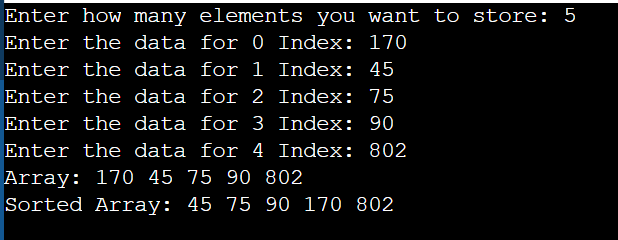 Enter how many elements you want to store: 5
Enter the data for 0 Index: 170
Enter the data for 1 Index: 45
Enter the data for 2 Index: 75
Enter the data for 3 Index: 90
Enter the data for 4 Index: 802
Array: 170 45 75 90 802
Sorted Array: 45 75 90 170 802